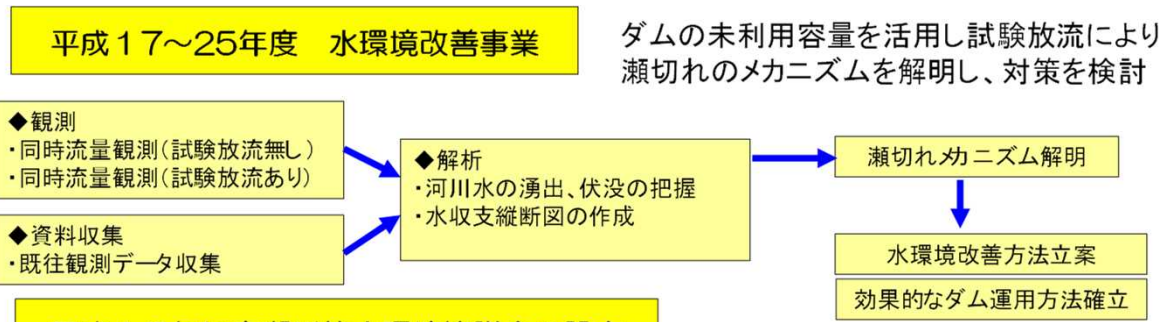 平成17～25年度　水環境改善事業
ダムの未利用容量を活用し試験放流により
瀬切れのメカニズムを解明し、対策を検討
◆観測
・同時流量観測（試験放流無し）
・同時流量観測（試験放流あり）
◆資料収集
・既往観測データ収集
◆解析
・河川水の湧出、伏没の把握
・水収支縦断図の作成
瀬切れメカニズム解明
水環境改善方法立案
効果的なダム運用方法確立